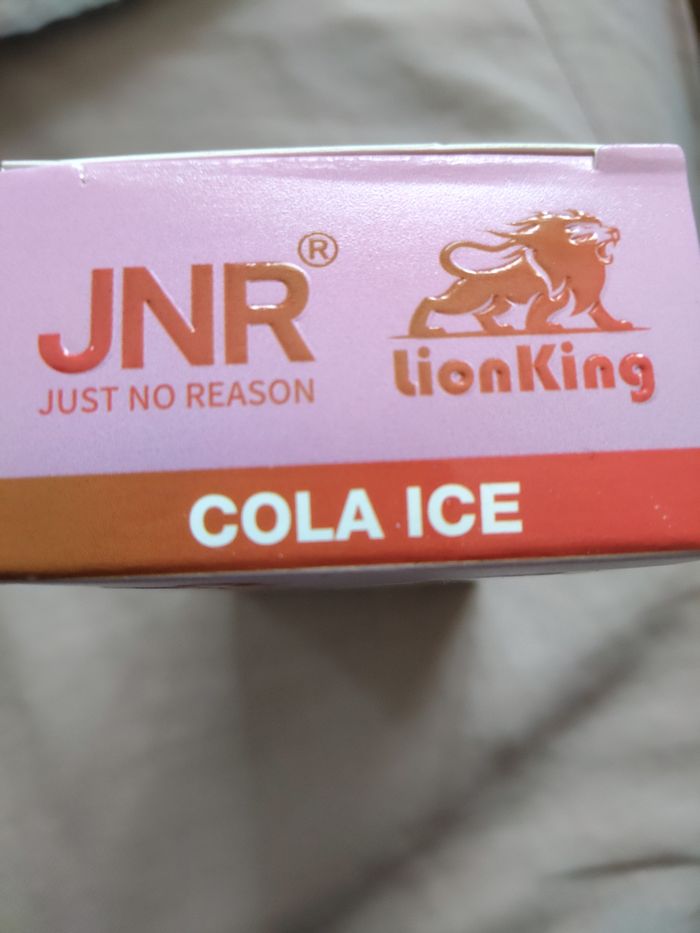 JNR®
JUST NO REASON
LionKing
COLA ICE